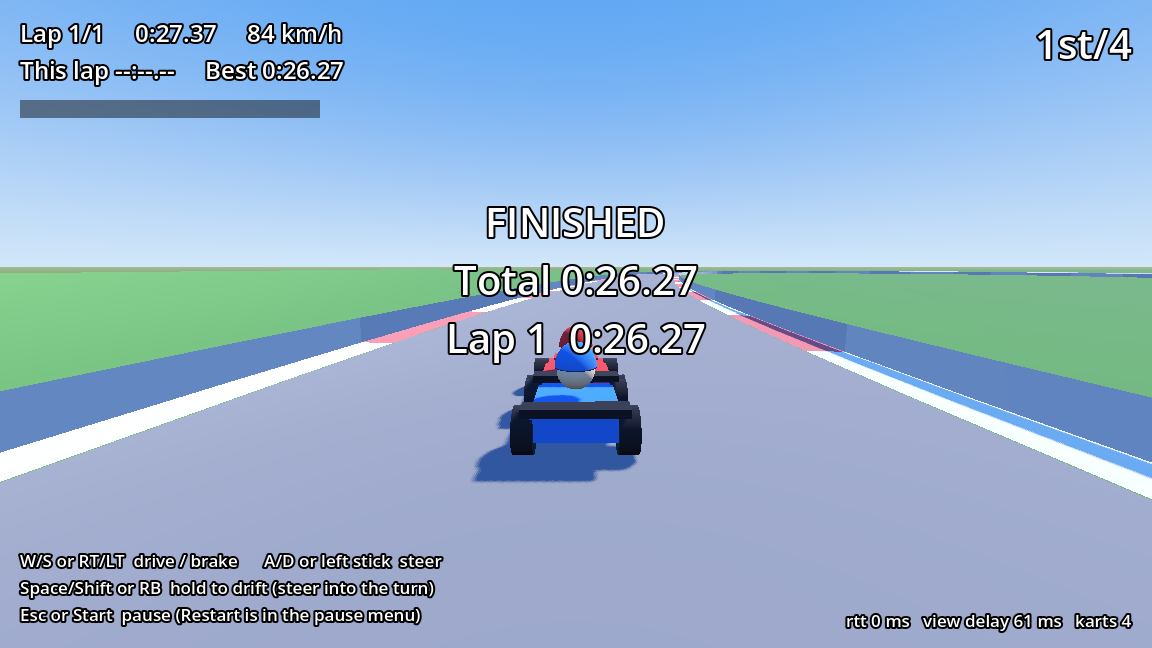 Lap 1/1 0:27.37 84 km/h
1st/4
This lap --:--.-- Best 0:26.27
FINISHED
Total 0:26.27
Lap 1 0:26.27
W/S or RT/LT drive / brake A/D or left stick steer
Space/Shift or RB hold to drift (steer into the turn)
Esc or Start pause (Restart is in the pause menu)
rtt 0 ms view delay 61 ms karts 4